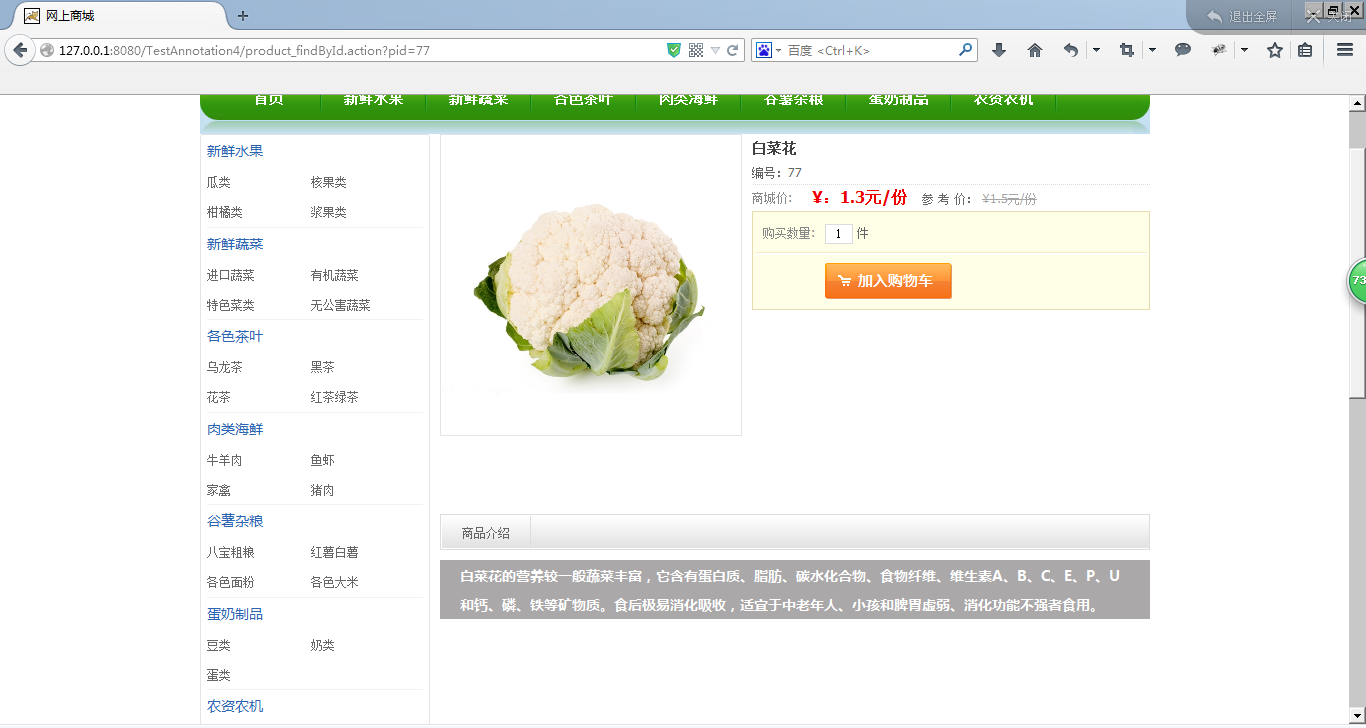 网上商城
退出全屏
关闭
127.0.0.1:8080/TestAnnotation4/product_findById.action?pid=77
百度 <Ctrl+K>
首页 新鲜水果 新鲜蔬菜 各色茶叶 肉类海鲜 谷薯杂粮 蛋奶制品 农资农机
新鲜水果
瓜类 核果类
柑橘类 浆果类
新鲜蔬菜
进口蔬菜 有机蔬菜
特色菜类 无公害蔬菜
各色茶叶
乌龙茶 黑茶
花茶 红茶绿茶
肉类海鲜
牛羊肉 鱼虾
家禽 猪肉
谷薯杂粮
八宝粗粮 红薯白薯
各色面粉 各色大米
蛋奶制品
豆类 奶类
蛋类
农资农机
白菜花
编号：77
商城价: ￥：1.3元/份 参 考 价： ¥1.5元/份
购买数量: 1 件
加入购物车
73
商品介绍
白菜花的营养较一般蔬菜丰富，它含有蛋白质、脂肪、碳水化合物、食物纤维、维生素A、B、C、E、P、U
和钙、磷、铁等矿物质。食后极易消化吸收，适宜于中老年人、小孩和脾胃虚弱、消化功能不强者食用。